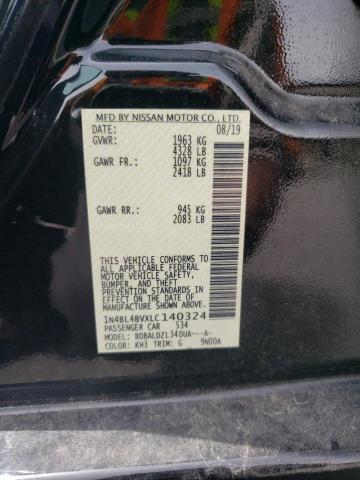 MFD BY NISSAN MOTOR CO., LTD.
DATE: 08/19
GVWR: 1963 KG
4328 LB
GAWR FR.: 1097 KG
2418 LB
GAWR RR.: 945 KG
2083 LB
THIS VEHICLE CONFORMS TO ALL
APPLICABLE FEDERAL MOTOR
MOTOR VEHICLE SAFETY,
BUMPER, AND THEFT
PREVENTION STANDARDS IN
EFFECT ON THE DATE OF
MANUFACTURE SHOWN ABOVE.
1N4BL4BVXLC140324
PASSENGER CAR 534
MODEL: BDBALDZL34DUA---A-
COLOR: KH3 TRIM: G 9N00A